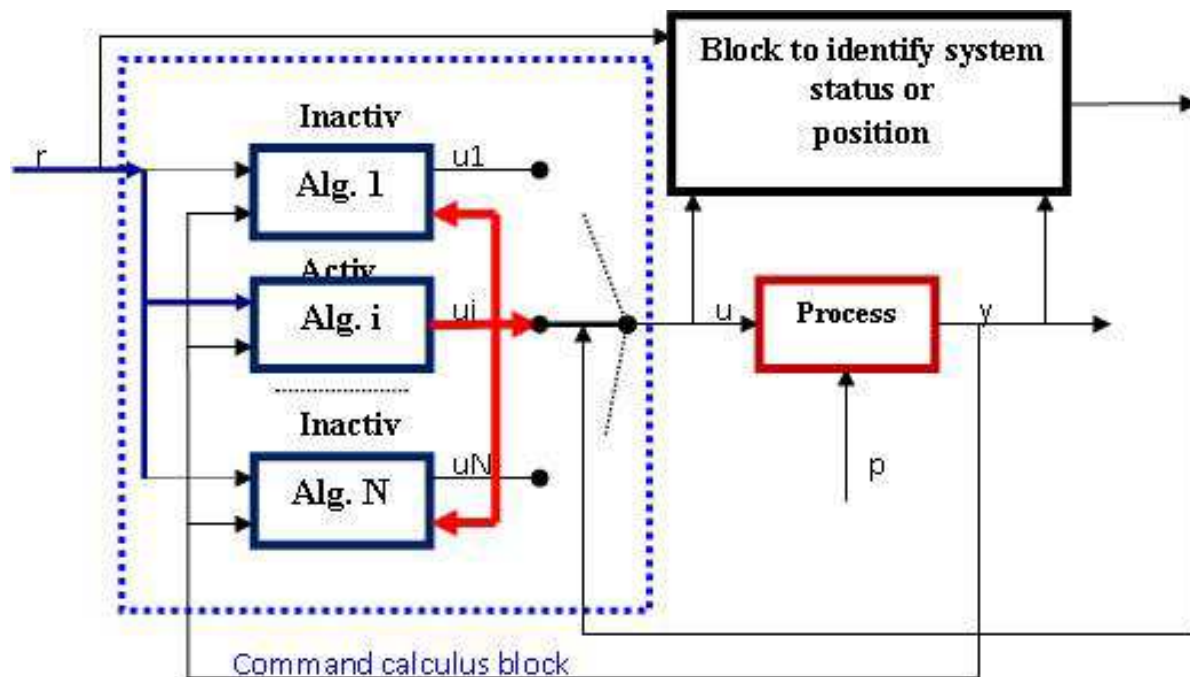 Block to identify system
status or
position
Inactiv
r
Alg. 1
u1
Activ
Alg. i
ui
u
Process
y
Inactiv
Alg. N
uN
p
Command calculus block